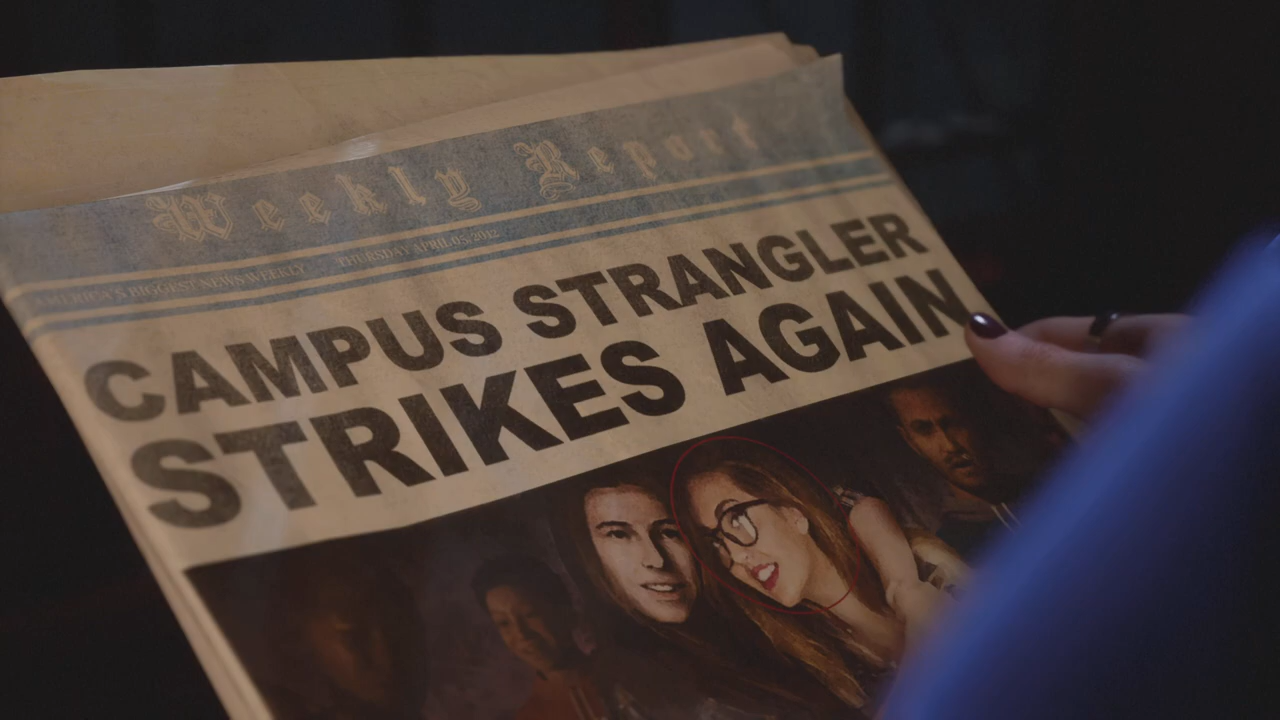 Weekly Report
AMERICA'S BIGGEST NEWS WEEKLY THURSDAY APRIL 05, 2012
CAMPUS STRANGLER
STRIKES AGAIN